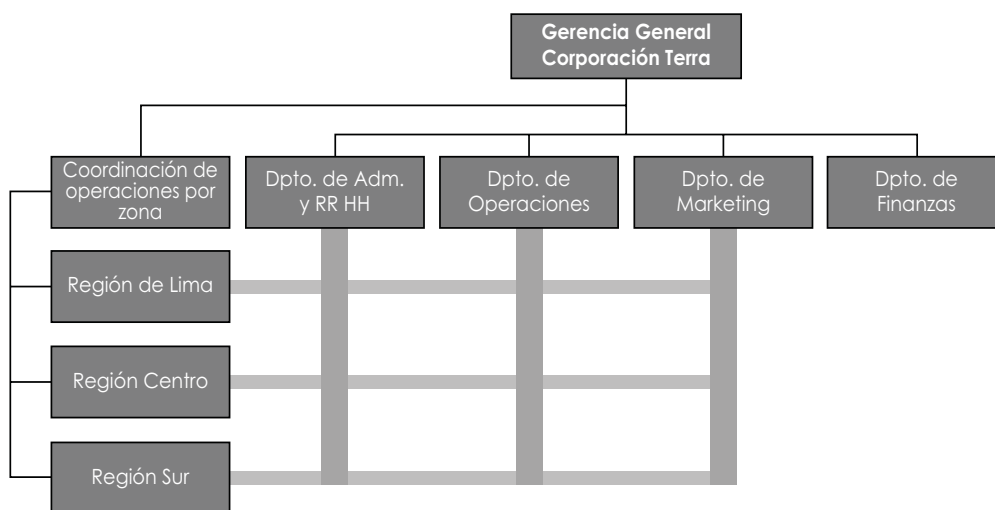 Gerencia General
Corporación Terra
Coordinación de
operaciones por
zona
Dpto. de Adm.
y RR HH
Dpto. de
Operaciones
Dpto. de
Marketing
Dpto. de
Finanzas
Región de Lima
Región Centro
Región Sur